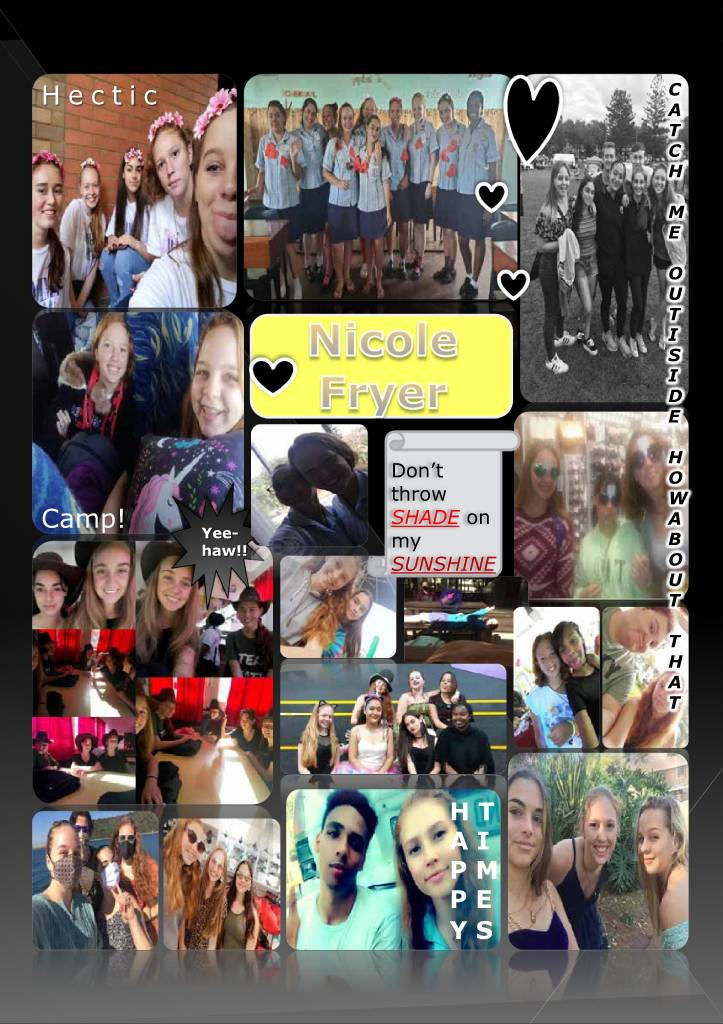 Hectic
CATCH ME OUTISIDE HOWABOUT THAT
Nicole
Fryer
Don't
throw
SHADE on
my
SUNSHINE
Camp!
Yee-
haw!!
HAPPY
TIMES